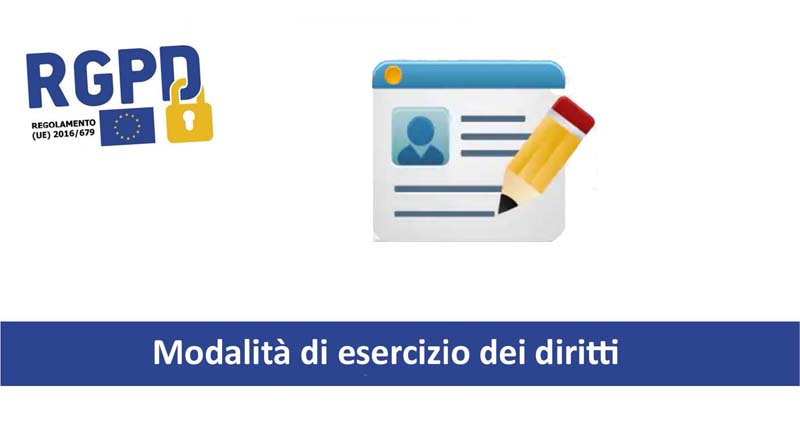 RGPD
REGOLAMENTO
(UE) 2016/679
Modalità di esercizio dei diritti